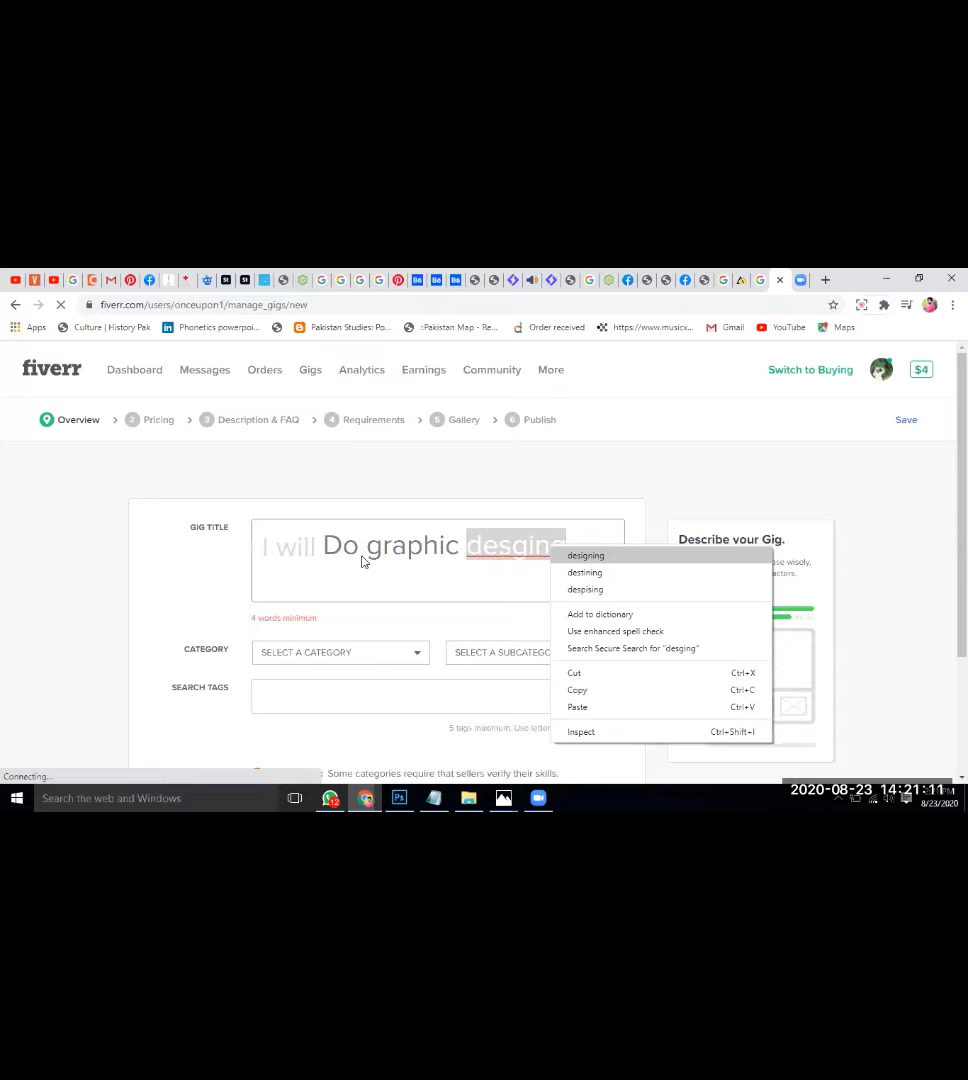 fiverr.com/users/onceupon1/manage_gigs/new
Apps Culture | History Pak Phonetics powerpoi... Pakistan Studies: Po... ::Pakistan Map - Re... Order received https://www.musicx... Gmail YouTube Maps
fiverr Dashboard Messages Orders Gigs Analytics Earnings Community More Switch to Buying $4
Overview 2 Pricing 3 Description & FAQ 4 Requirements 5 Gallery 6 Publish Save
GIG TITLE
I will Do graphic desging
4 words minimum
Describe your Gig.
designing
destining
despising
Add to dictionary
Use enhanced spell check
Search Secure Search for "desging"
Cut Ctrl+X
Copy Ctrl+C
Paste Ctrl+V
Inspect Ctrl+Shift+I
CATEGORY SELECT A CATEGORY SELECT A SUBCATEGO
SEARCH TAGS
5 tags maximum. Use letter
Some categories require that sellers verify their skills.
Connecting...
Search the web and Windows
12
2020-08-23 14:21:11
8/23/2020